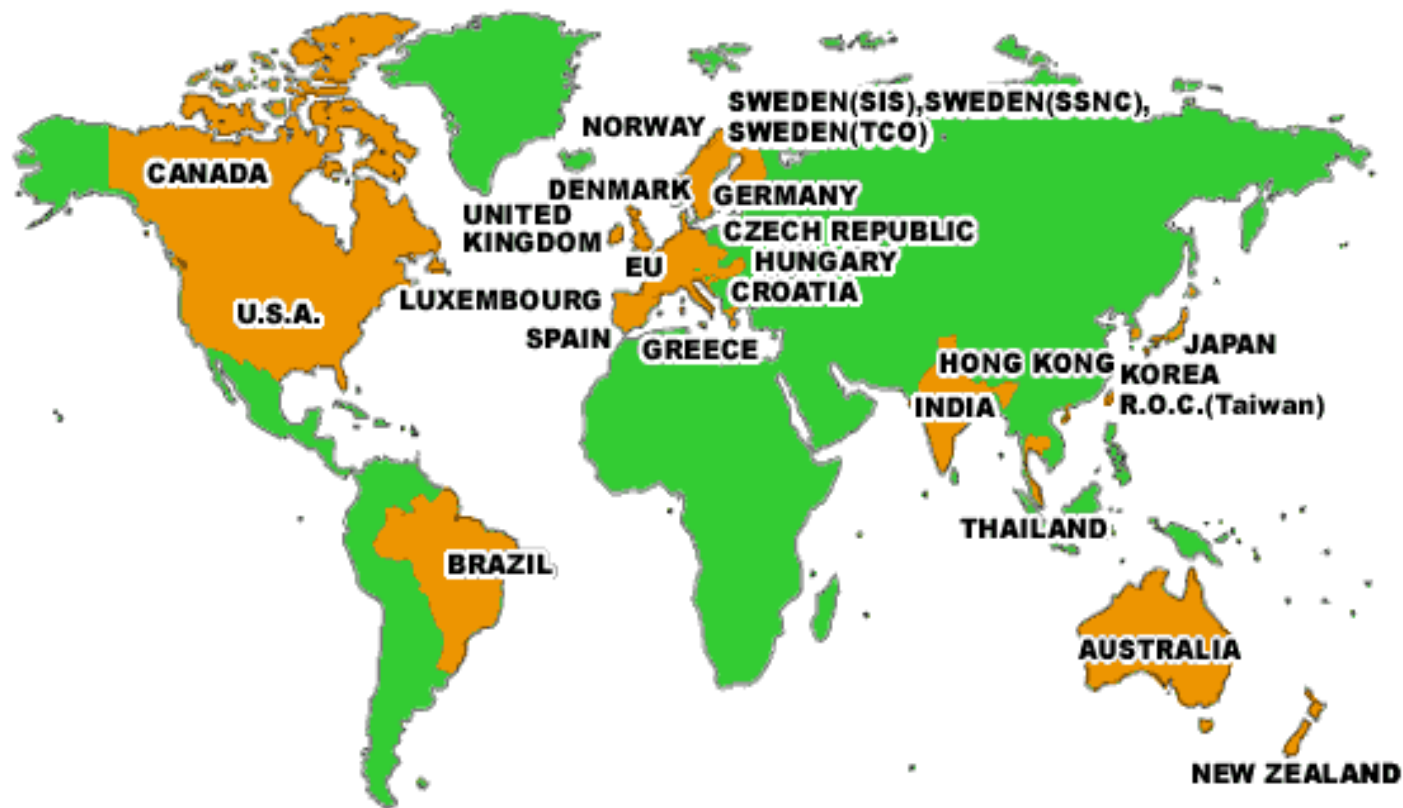 SWEDEN(SIS),SWEDEN(SSNC),
SWEDEN(TCO)
NORWAY
CANADA
DENMARK
GERMANY
UNITED
KINGDOM
CZECH REPUBLIC
EU
HUNGARY
LUXEMBOURG
CROATIA
U.S.A.
SPAIN
GREECE
JAPAN
HONG KONG
KOREA
INDIA
R.O.C.(Taiwan)
THAILAND
BRAZIL
AUSTRALIA
NEW ZEALAND